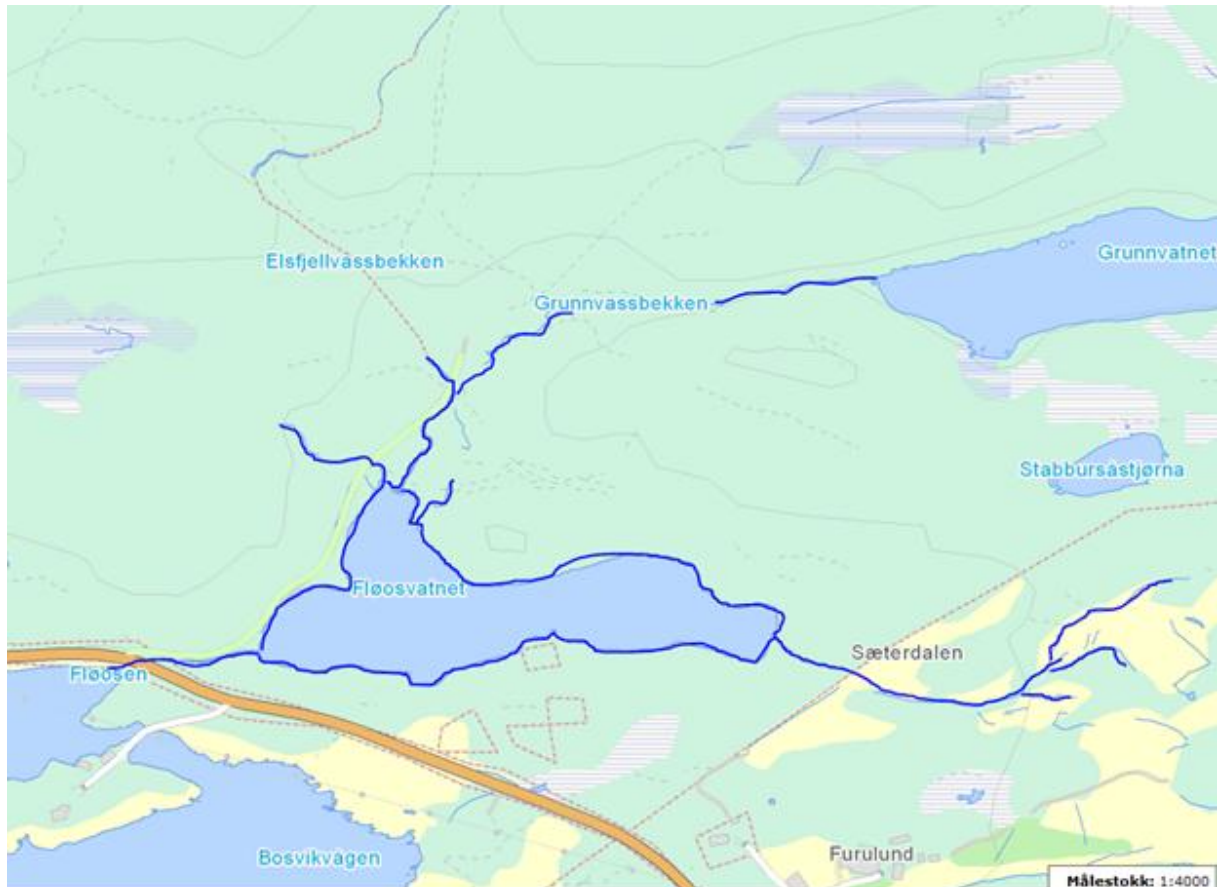 Grunnvatnet
Elsfjellvassbekken
Grunnvassbekken
Stabbursåstjørna
Fløosvatnet
Sæterdalen
Fløosen
Furulund
Bosvikvågen
Målestokk: 1:4000